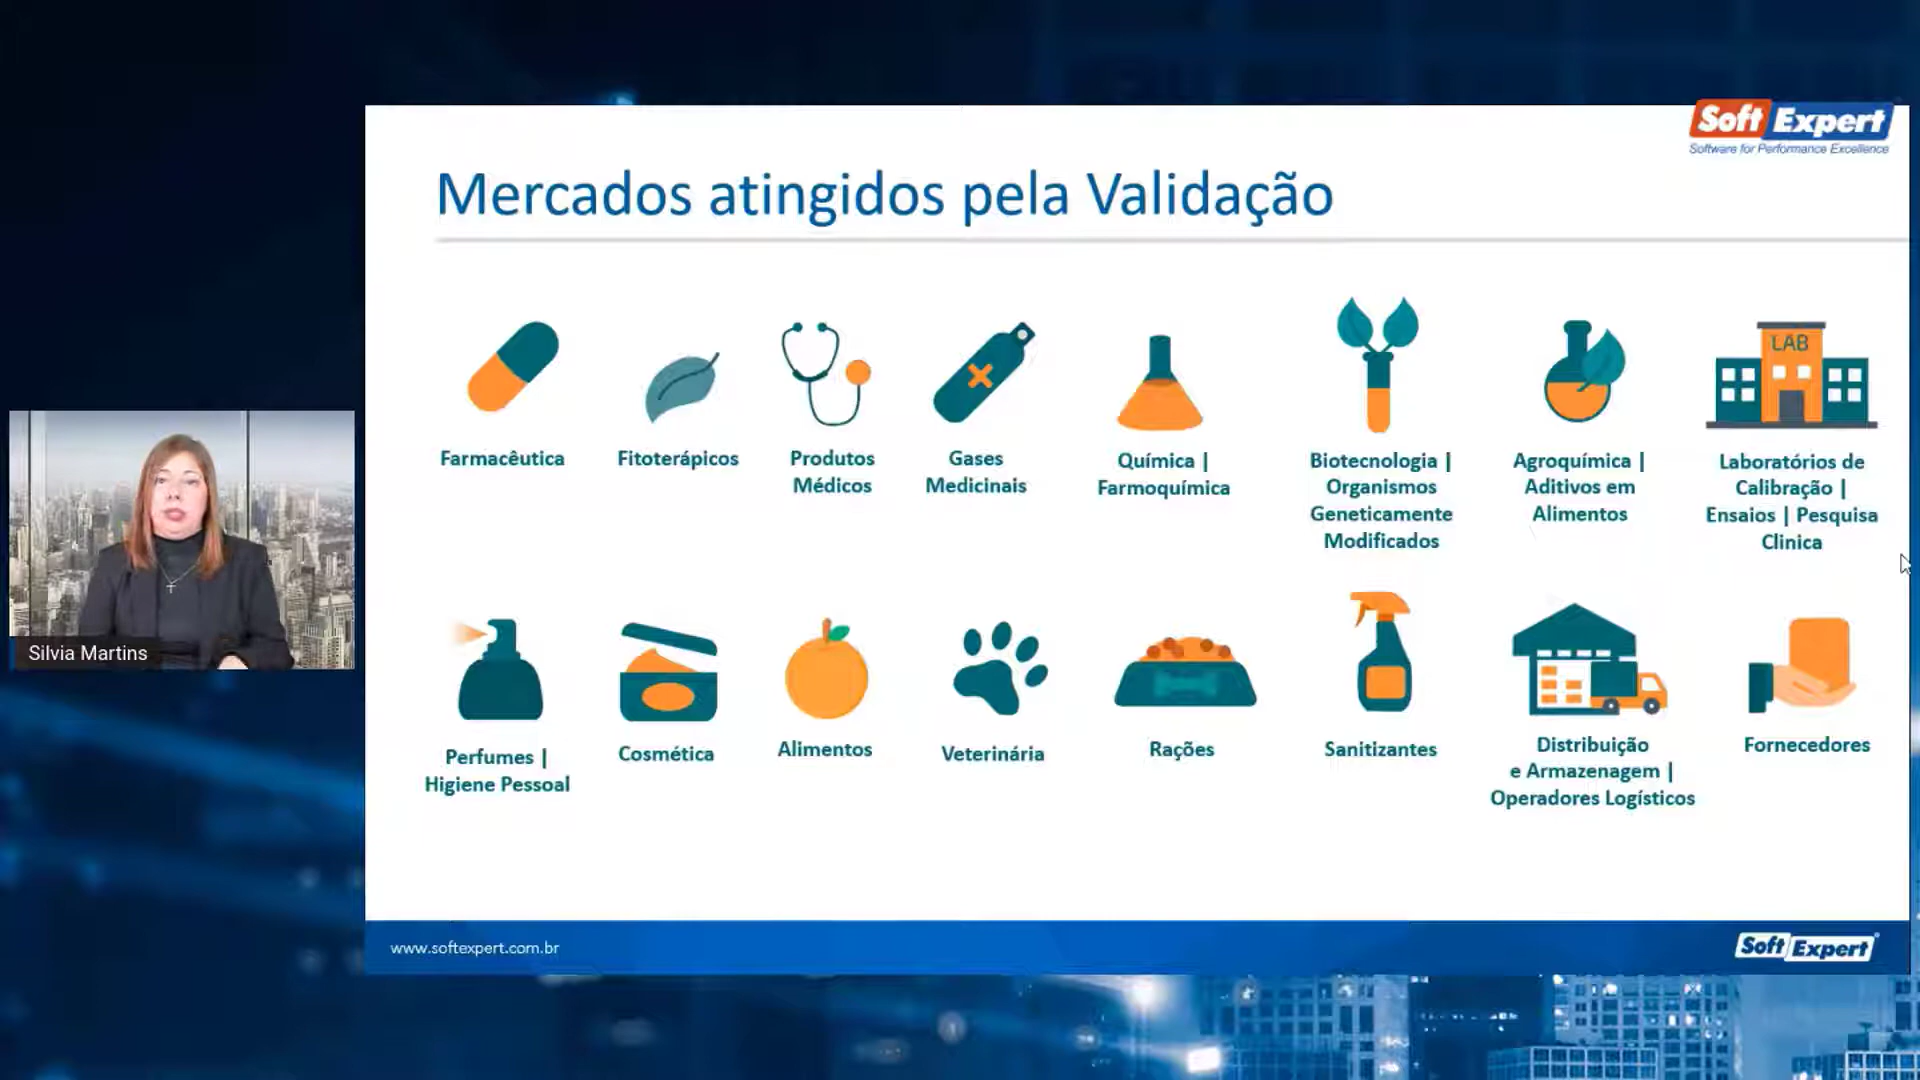 Soft Expert
Software for Performance Excellence
Mercados atingidos pela Validação
LAB
Farmacêutica
Fitoterápicos
Produtos
Médicos
Gases
Medicinais
Química |
Farmoquímica
Biotecnologia |
Organismos
Geneticamente
Modificados
Agroquímica |
Aditivos em
Alimentos
Laboratórios de
Calibração |
Ensaios | Pesquisa
Clinica
Silvia Martins
Perfumes |
Higiene Pessoal
Cosmética
Alimentos
Veterinária
Rações
Sanitizantes
Distribuição
e Armazenagem |
Operadores Logísticos
Fornecedores
www.softexpert.com.br
Soft Expert